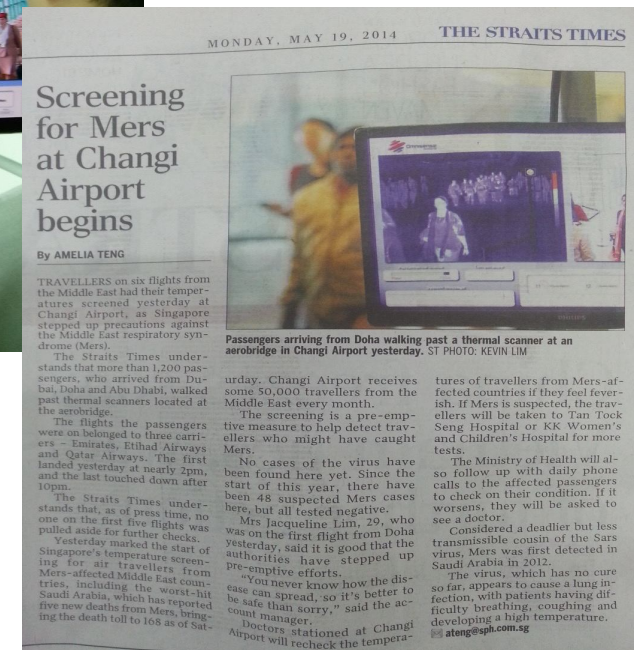 MONDAY, MAY 19, 2014
THE STRAITS TIMES
Screening
for Mers
at Changi
Airport
begins
By AMELIA TENG
TRAVELLERS on six flights from
the Middle East had their temper-
atures screened yesterday at
Changi Airport, as Singapore
stepped up precautions against
the Middle East respiratory syn-
drome (Mers).
The Straits Times under-
stands that more than 1,200 pas-
sengers, who arrived from Du-
bai, Doha and Abu Dhabi, walked
past thermal scanners located at
the aerobridge.
The flights the passengers
were on belonged to three carri-
ers – Emirates, Etihad Airways
and Qatar Airways. The first
landed yesterday at nearly 2pm,
and the last touched down after
10pm.
The Straits Times under-
stands that, as of press time, no
one on the first five flights was
pulled aside for further checks.
Yesterday marked the start of
Singapore's temperature screen-
ing for air travellers from
Mers-affected Middle East coun-
tries, including the worst-hit
Saudi Arabia, which has reported
five new deaths from Mers, bring-
ing the death toll to 168 as of Sat-
PHILIPS
Passengers arriving from Doha walking past a thermal scanner at an
aerobridge in Changi Airport yesterday. ST PHOTO: KEVIN LIM
urday. Changi Airport receives
some 50,000 travellers from the
Middle East every month.
The screening is a pre-emp-
tive measure to help detect trav-
ellers who might have caught
Mers.
No cases of the virus have
been found here yet. Since the
start of this year, there have
been 48 suspected Mers cases
here, but all tested negative.
Mrs Jacqueline Lim, 29, who
was on the first flight from Doha
yesterday, said it is good that the
authorities have stepped up
pre-emptive efforts.
"You never know how the dis-
ease can spread, so it's better to
be safe than sorry," said the ac-
count manager.
Doctors stationed at Changi
Airport will recheck the tempera-
tures of travellers from Mers-af-
fected countries if they feel fever-
ish. If Mers is suspected, the trav-
ellers will be taken to Tan Tock
Seng Hospital or KK Women's
and Children's Hospital for more
tests.
The Ministry of Health will al-
so follow up with daily phone
calls to the affected passengers
to check on their condition. If it
worsens, they will be asked to
see a doctor.
Considered a deadlier but less
transmissible cousin of the Sars
virus, Mers was first detected in
Saudi Arabia in 2012.
The virus, which has no cure
so far, appears to cause a lung in-
fection, with patients having dif-
ficulty breathing, coughing and
developing a high temperature.
ateng@sph.com.sg